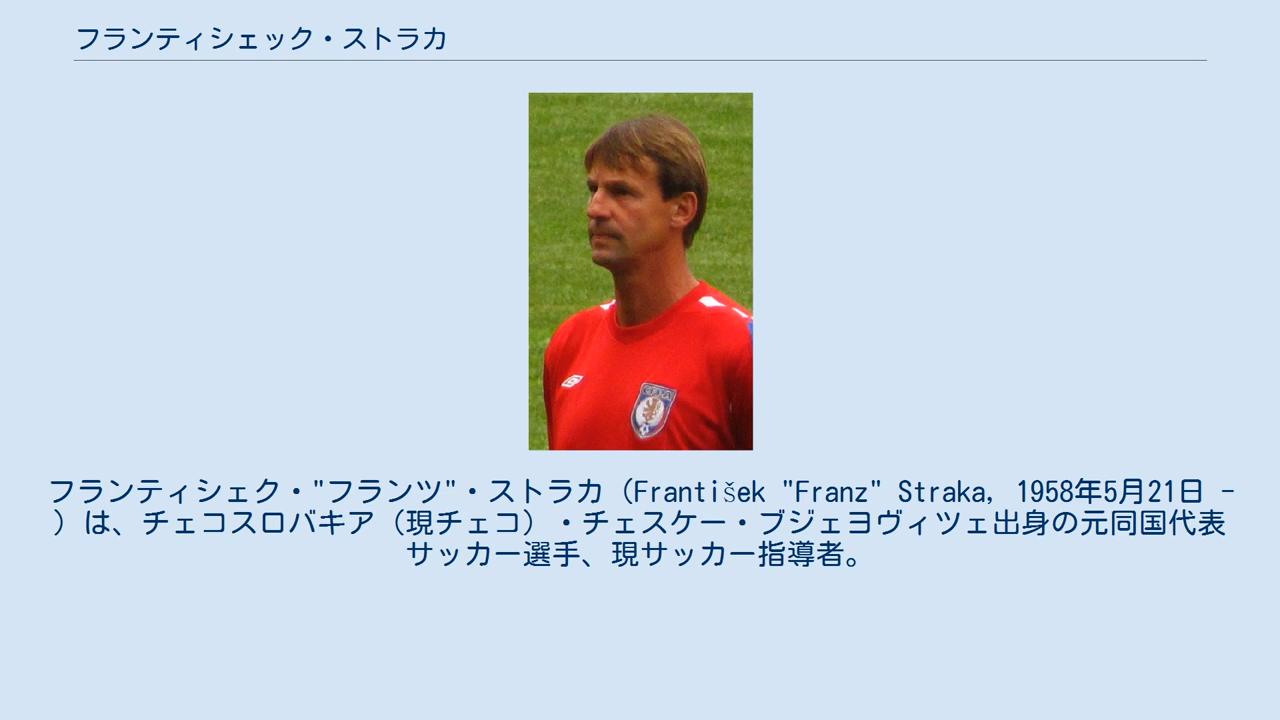 フランティシェック・ストラカ
フランティシェク・"フランツ"・ストラカ（František "Franz" Straka, 1958年5月21日 -
）は、チェコスロバキア（現チェコ）・チェスケー・ブジェヨヴィツェ出身の元同国代表
サッカー選手、現サッカー指導者。